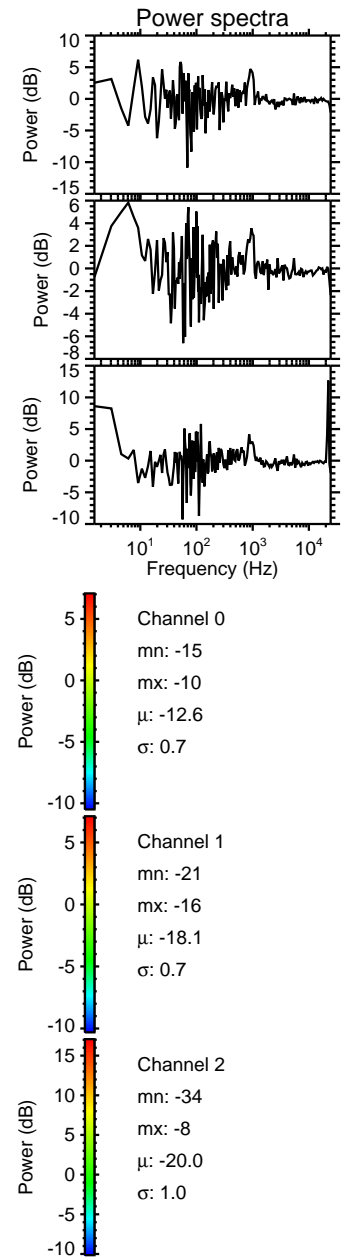 Power spectra
10
5
0
-5
-10
-15
Power (dB)
6
4
2
0
-2
-4
-6
-8
Power (dB)
15
10
5
0
-5
-10
Power (dB)
10^1 10^2 10^3 10^4
Frequency (Hz)
5
0
-5
-10
Power (dB)
Channel 0
mn: -15
mx: -10
μ: -12.6
σ: 0.7
5
0
-5
-10
Power (dB)
Channel 1
mn: -21
mx: -16
μ: -18.1
σ: 0.7
15
10
5
0
-5
-10
Power (dB)
Channel 2
mn: -34
mx: -8
μ: -20.0
σ: 1.0